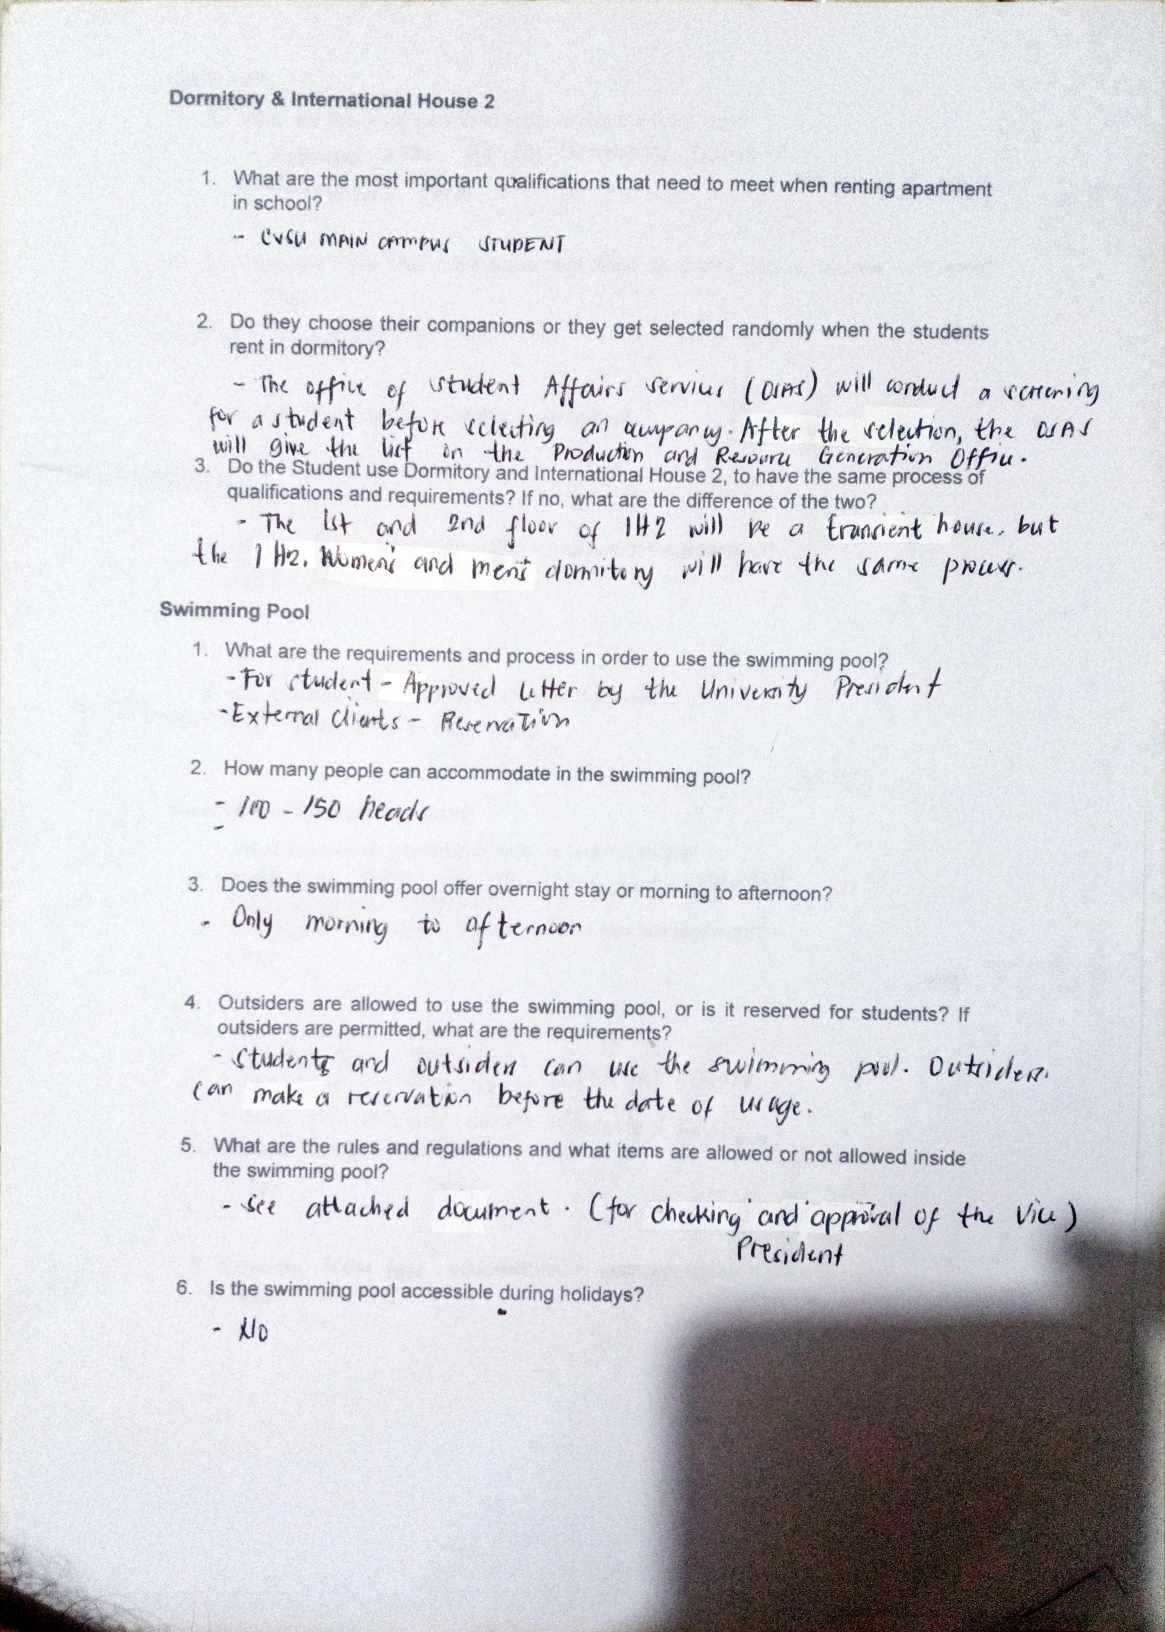 Dormitory & International House 2
1. What are the most important qualifications that need to meet when renting apartment
in school?
- CVSU MAIN CAMPUS STUDENT
2. Do they choose their companions or they get selected randomly when the students
rent in dormitory?
- The office of student Affairs services (OSAS) will conduct a screening
for a student before selecting an occupancy. After the selection, the OSAS
will give the list on the Production and Resource Generation Office.
3. Do the Student use Dormitory and International House 2, to have the same process of
qualifications and requirements? If no, what are the difference of the two?
- The 1st and 2nd floor of IH2 will be a transient house, but
the IH2, Women's and men's dormitory will have the same process.
Swimming Pool
1. What are the requirements and process in order to use the swimming pool?
- For student - Approved letter by the University President
- External clients - Reservation
2. How many people can accommodate in the swimming pool?
- 100 - 150 heads
3. Does the swimming pool offer overnight stay or morning to afternoon?
- Only morning to afternoon
4. Outsiders are allowed to use the swimming pool, or is it reserved for students? If
outsiders are permitted, what are the requirements?
- Students and outsiders can use the swimming pool. Outsiders
can make a reservation before the date of usage.
5. What are the rules and regulations and what items are allowed or not allowed inside
the swimming pool?
- See attached document. (for checking and approval of the Vice)
President
6. Is the swimming pool accessible during holidays?
- No